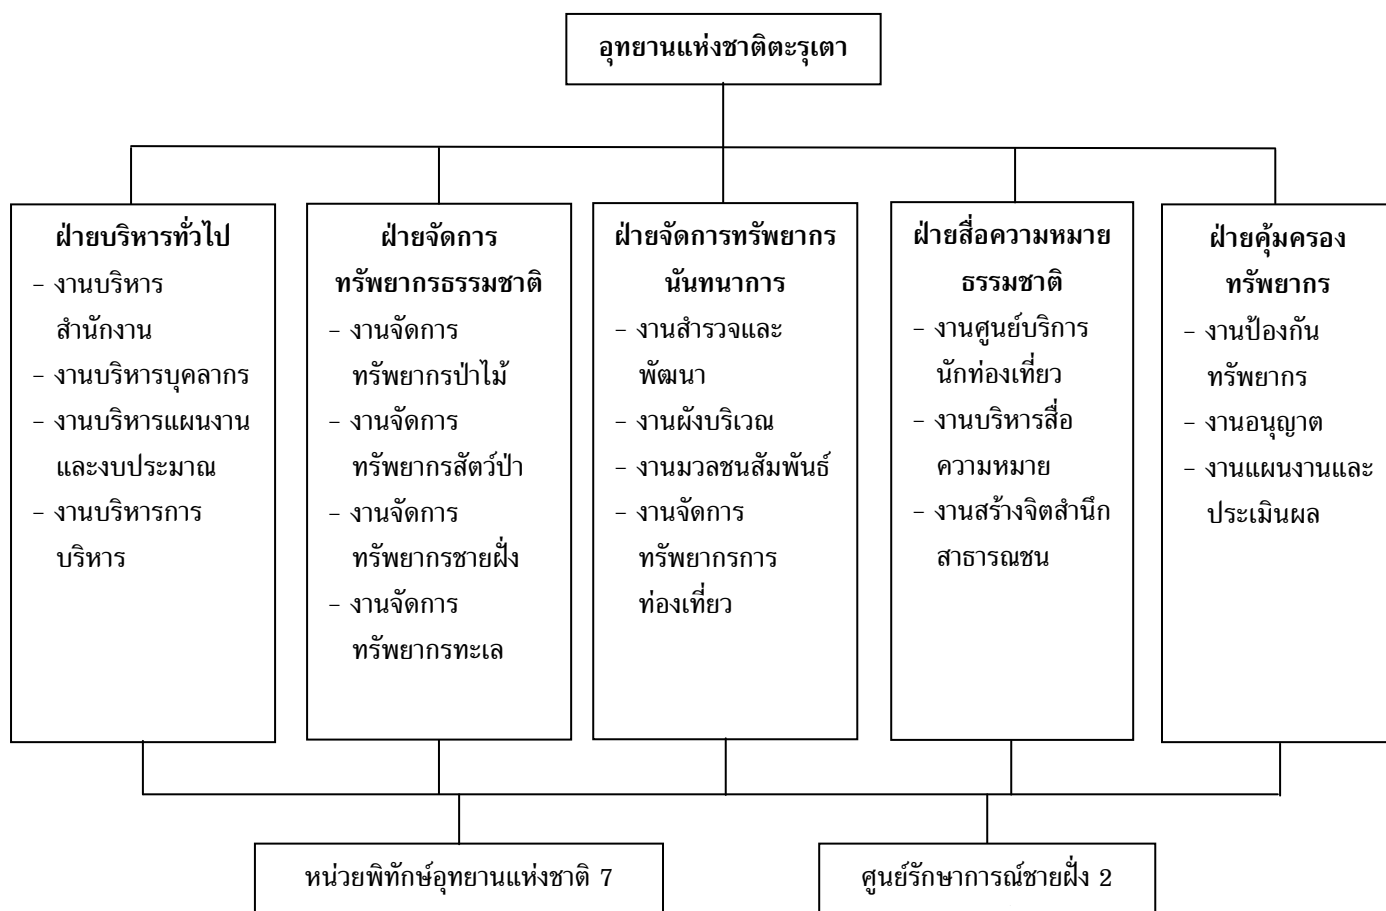 อุทยานแห่งชาติตะรุเตา
ฝ่ายบริหารทั่วไป
- งานบริหาร
สำนักงาน
- งานบริหารบุคลากร
- งานบริหารแผนงาน
และงบประมาณ
- งานบริหารการ
บริหาร
ฝ่ายจัดการ
ทรัพยากรธรรมชาติ
- งานจัดการ
ทรัพยากรป่าไม้
- งานจัดการ
ทรัพยากรสัตว์ป่า
- งานจัดการ
ทรัพยากรชายฝั่ง
- งานจัดการ
ทรัพยากรทะเล
ฝ่ายจัดการทรัพยากร
นันทนาการ
- งานสำรวจและ
พัฒนา
- งานผังบริเวณ
- งานมวลชนสัมพันธ์
- งานจัดการ
ทรัพยากรการ
ท่องเที่ยว
ฝ่ายสื่อความหมาย
ธรรมชาติ
- งานศูนย์บริการ
นักท่องเที่ยว
- งานบริหารสื่อ
ความหมาย
- งานสร้างจิตสำนึก
สาธารณชน
ฝ่ายคุ้มครอง
ทรัพยากร
- งานป้องกัน
ทรัพยากร
- งานอนุญาต
- งานแผนงานและ
ประเมินผล
หน่วยพิทักษ์อุทยานแห่งชาติ 7
ศูนย์รักษาการณ์ชายฝั่ง 2